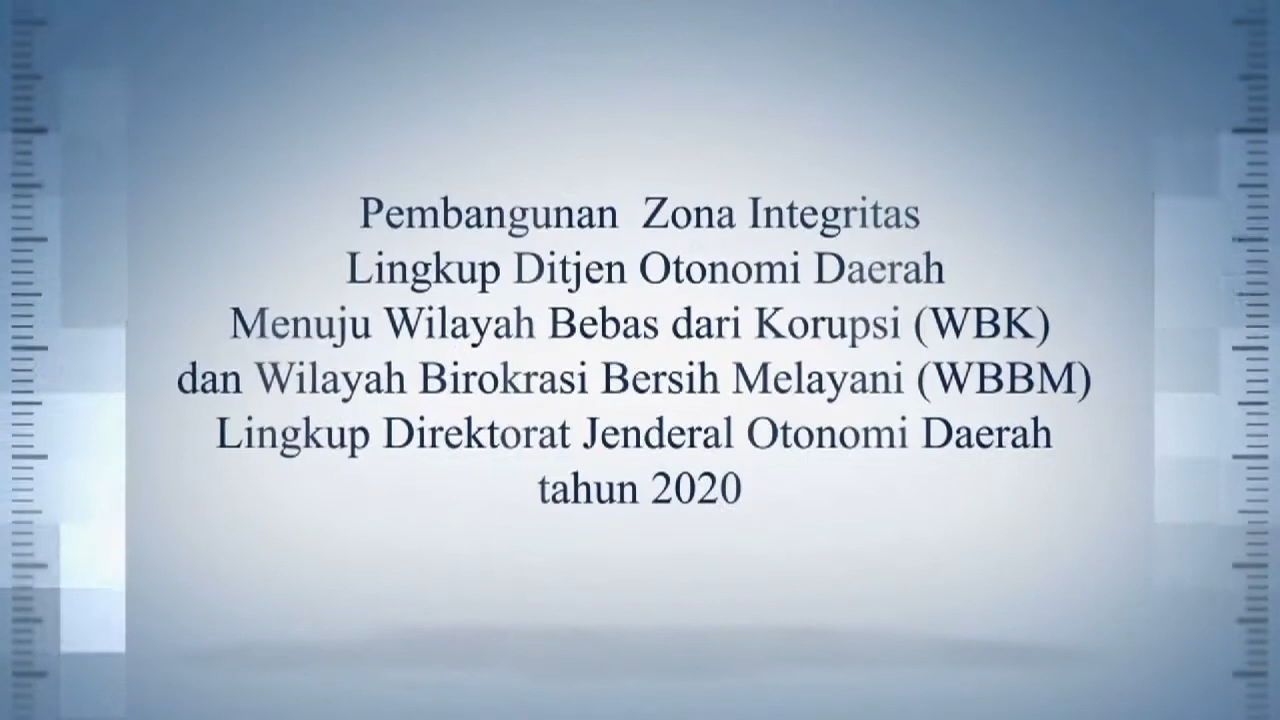 Pembangunan  Zona Integritas
Lingkup Ditjen Otonomi Daerah
Menuju Wilayah Bebas dari Korupsi (WBK)
dan Wilayah Birokrasi Bersih Melayani (WBBM)
Lingkup Direktorat Jenderal Otonomi Daerah
tahun 2020